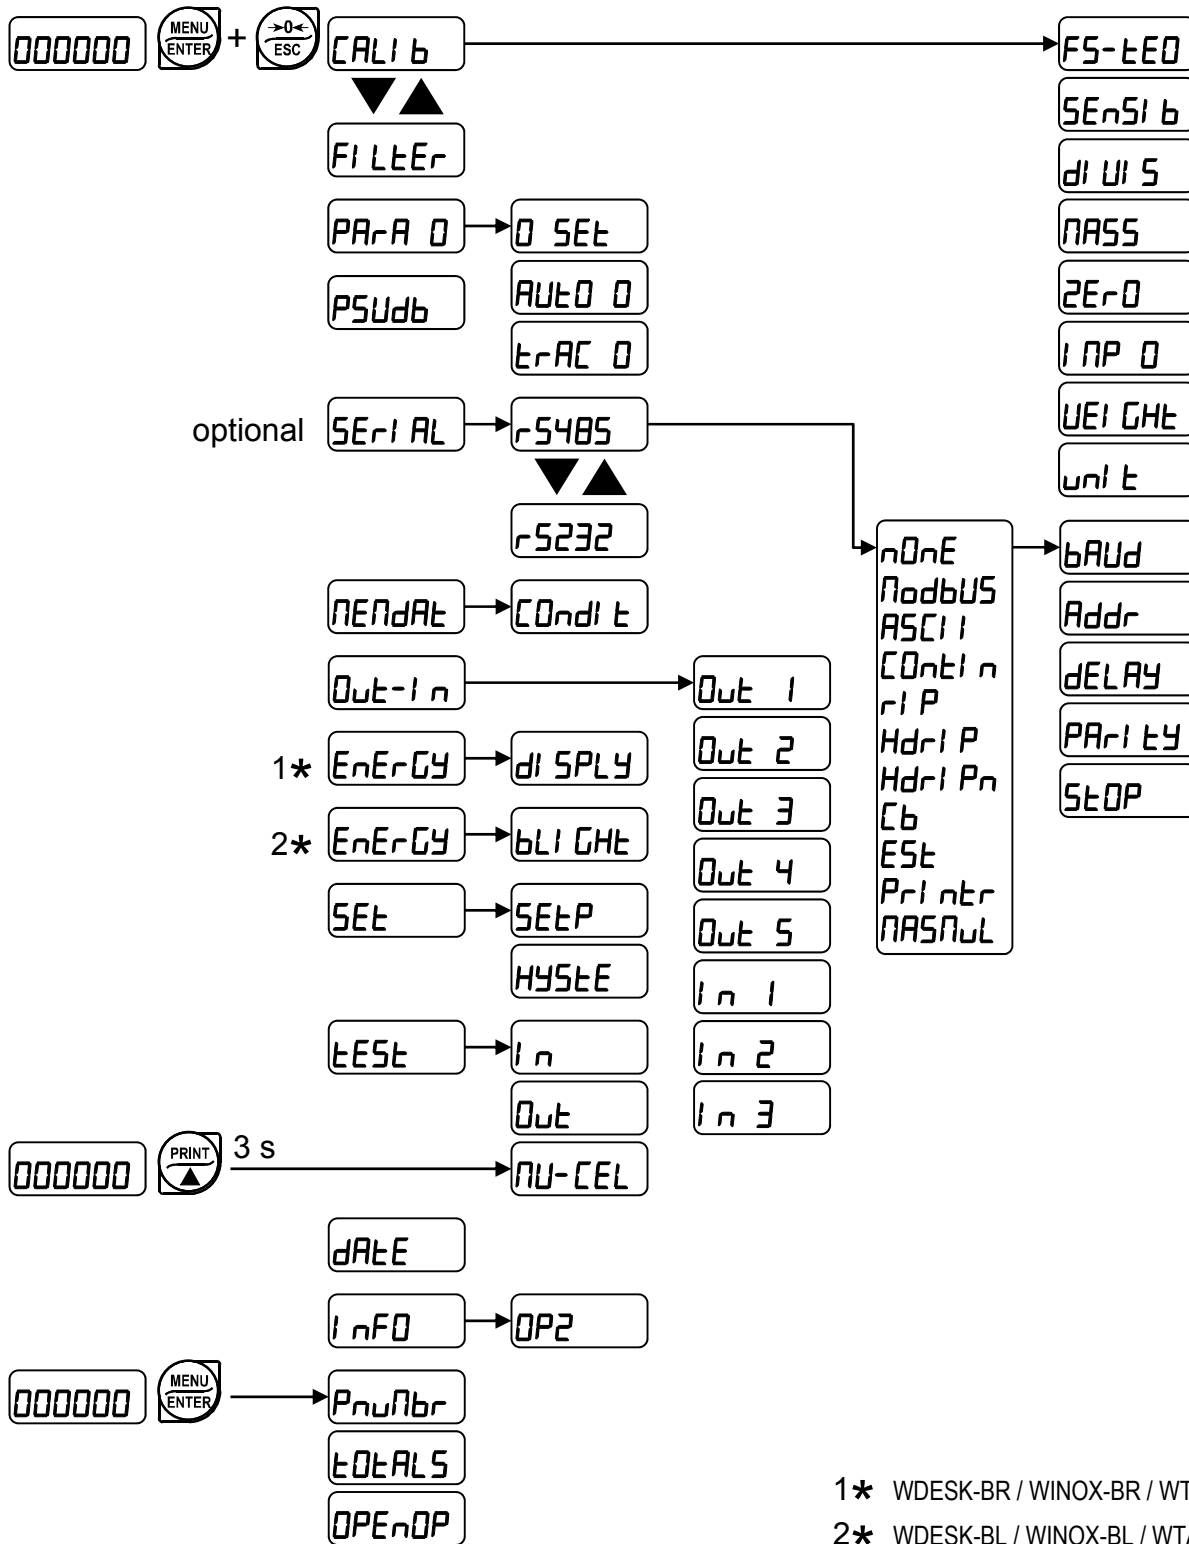 000000 MENU ENTER + →0← ESC CALIb FS-tEO
SEnSIb
FILtEr
dIVIS
PArA 0 0 SEt
MASS
AUtO 0
PSWdb
ZErO
trAC 0
INP 0
optional SErIAL rS485
WEIGHt
unIt
rS232
nOnE bAUd
ModbUS
ASCII
COntIn
rIP
HdrIP
HdrIPn
Cb
ESt
PrIntr
MASMuL
Addr
dELAY
PArItY
StOP
MEMdAt COndIt
Out-In Out 1
Out 2
1* EnErGY dISPLY
Out 3
2* EnErGY bLIGHt
Out 4
SEt SEtP
Out 5
HYStE
In 1
tESt In
In 2
Out
In 3
000000 PRINT 3 s MV-CEL
dAtE
InFO OP2
000000 MENU ENTER PnuMbr
tOtALS
OPEnOP
1* WDESK-BR / WINOX-BR / WT
2* WDESK-BL / WINOX-BL / WTA